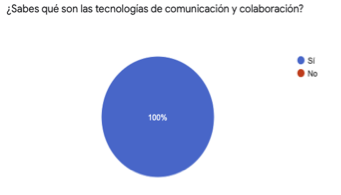 ¿Sabes qué son las tecnologías de comunicación y colaboración?
Sí
No
100%